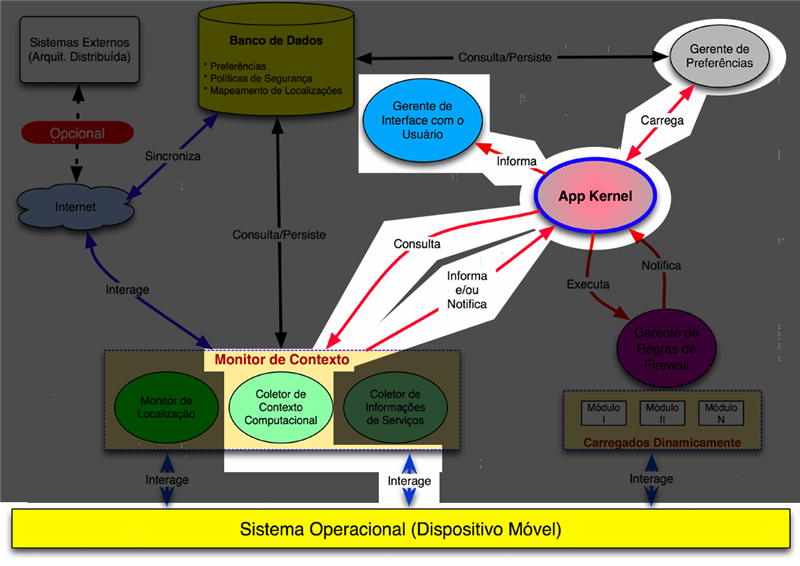 Sistemas Externos
(Arquit. Distribuída)
Banco de Dados
* Preferências
* Políticas de Segurança
* Mapeamento de Localizações
Consulta/Persiste
Gerente de
Preferências
Opcional
Sincroniza
Gerente de
Interface com o
Usuário
Carrega
Informa
App Kernel
Internet
Consulta/Persiste
Consulta
Interage
Informa
e/ou
Notifica
Executa
Notifica
Gerente de
Regras de
Firewall
Monitor de Contexto
Monitor de
Localização
Coletor de
Contexto
Computacional
Coletor de
Informações
de Serviços
Módulo
I
Módulo
II
Módulo
N
Carregados Dinamicamente
Interage
Interage
Interage
Sistema Operacional (Dispositivo Móvel)